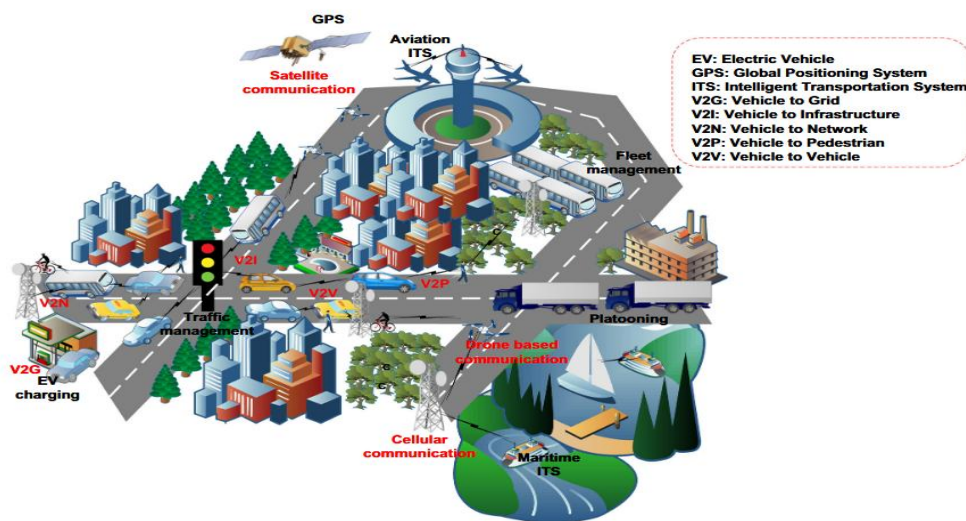 GPS
Satellite
communication
Aviation
ITS
EV: Electric Vehicle
GPS: Global Positioning System
ITS: Intelligent Transportation System
V2G: Vehicle to Grid
V2I: Vehicle to Infrastructure
V2N: Vehicle to Network
V2P: Vehicle to Pedestrian
V2V: Vehicle to Vehicle
Fleet
management
V2I
V2N
V2V
V2P
Traffic
management
Platooning
V2G
EV
charging
Drone based
communication
Cellular
communication
Maritime
ITS